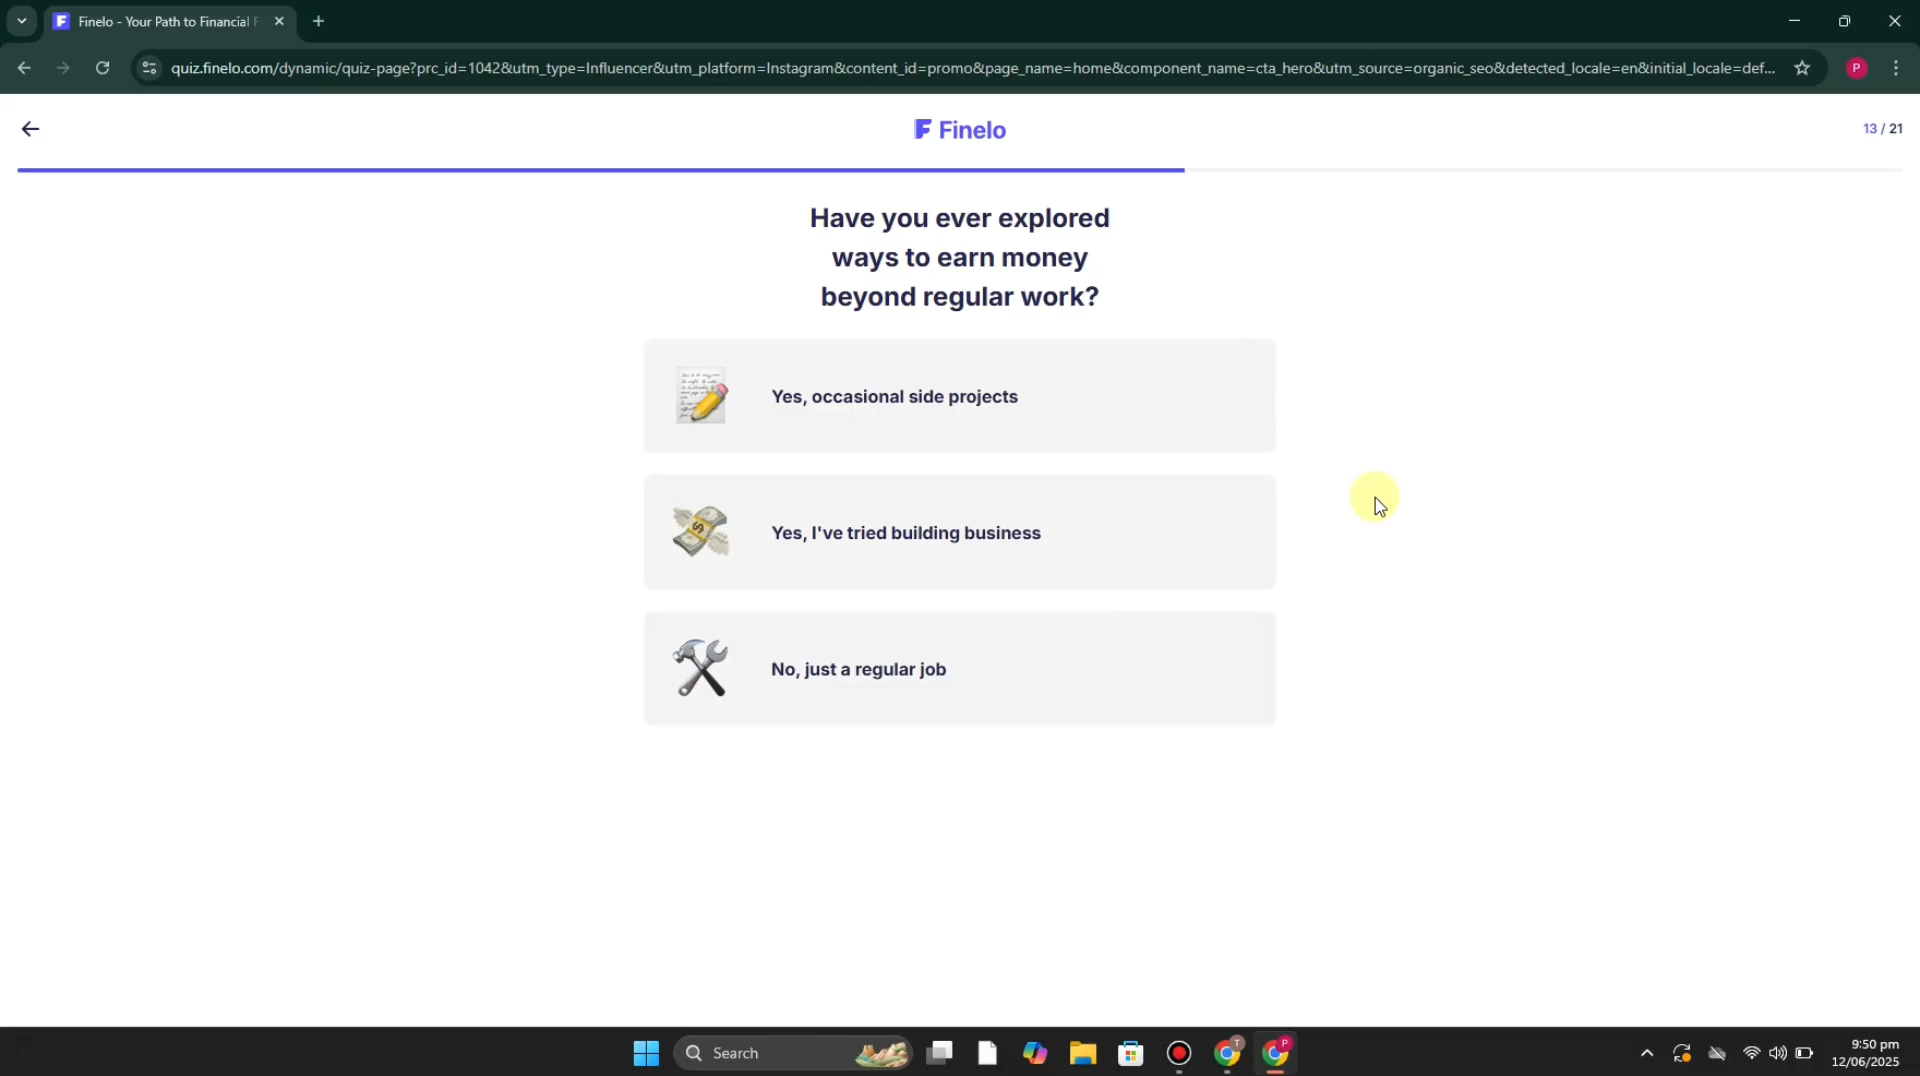 Finelo - Your Path to Financial F
quiz.finelo.com/dynamic/quiz-page?prc_id=1042&utm_type=Influencer&utm_platform=Instagram&content_id=promo&page_name=home&component_name=cta_hero&utm_source=organic_seo&detected_locale=en&initial_locale=def...
P
Finelo
13 / 21
Have you ever explored
ways to earn money
beyond regular work?
Yes, occasional side projects
Yes, I've tried building business
No, just a regular job
Search
T
P
9:50 pm
12/06/2025